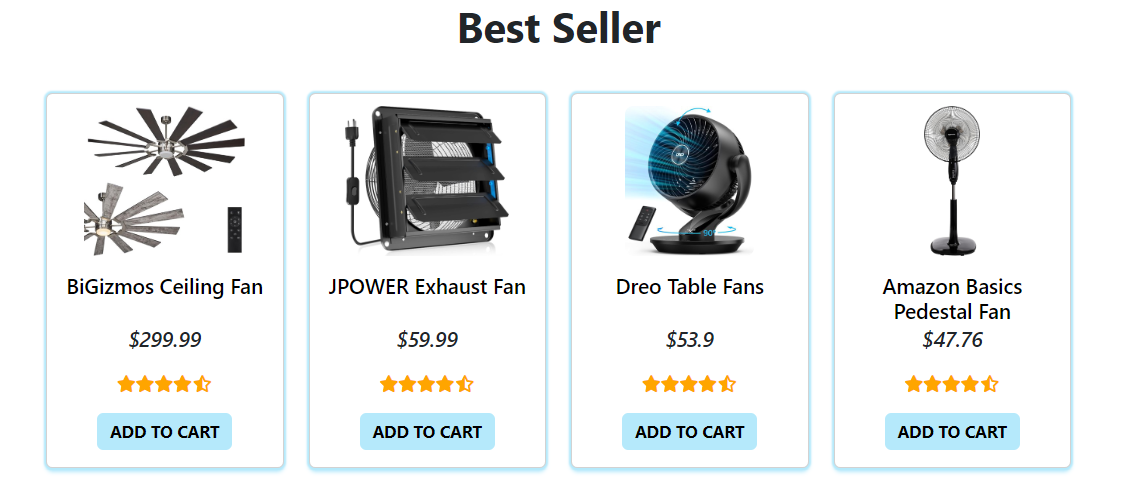 Best Seller
BiGizmos Ceiling Fan
$299.99
ADD TO CART
JPOWER Exhaust Fan
$59.99
ADD TO CART
90°
Dreo Table Fans
$53.9
ADD TO CART
Amazon Basics
Pedestal Fan
$47.76
ADD TO CART